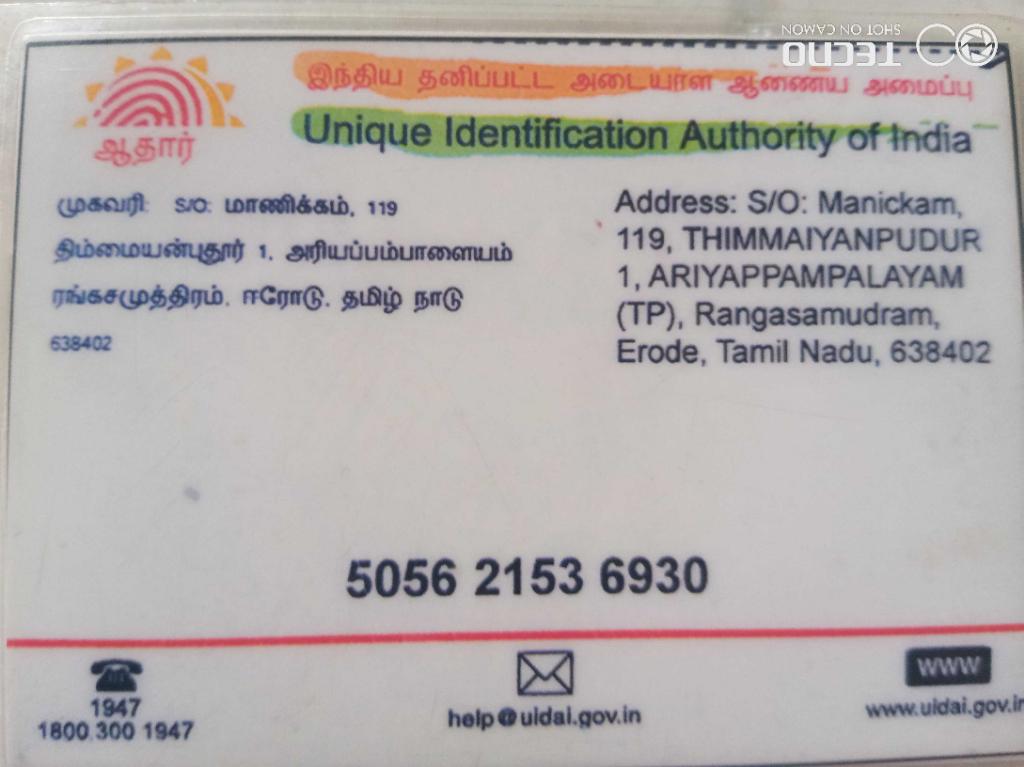 SHOT ON CAMON
TECNO
இந்திய தனிப்பட்ட அடையாள ஆணைய அமைப்பு
Unique Identification Authority of India
ஆதார்
முகவரி: S/O: மாணிக்கம், 119
திம்மையன்புதூர் 1, அரியப்பம்பாளையம்
ரங்கசமுத்திரம், ஈரோடு, தமிழ் நாடு
638402
Address: S/O: Manickam,
119, THIMMAIYANPUDUR
1, ARIYAPPAMPALAYAM
(TP), Rangasamudram,
Erode, Tamil Nadu, 638402
5056 2153 6930
1947
1800 300 1947
help@uidai.gov.in
www
www.uidai.gov.in